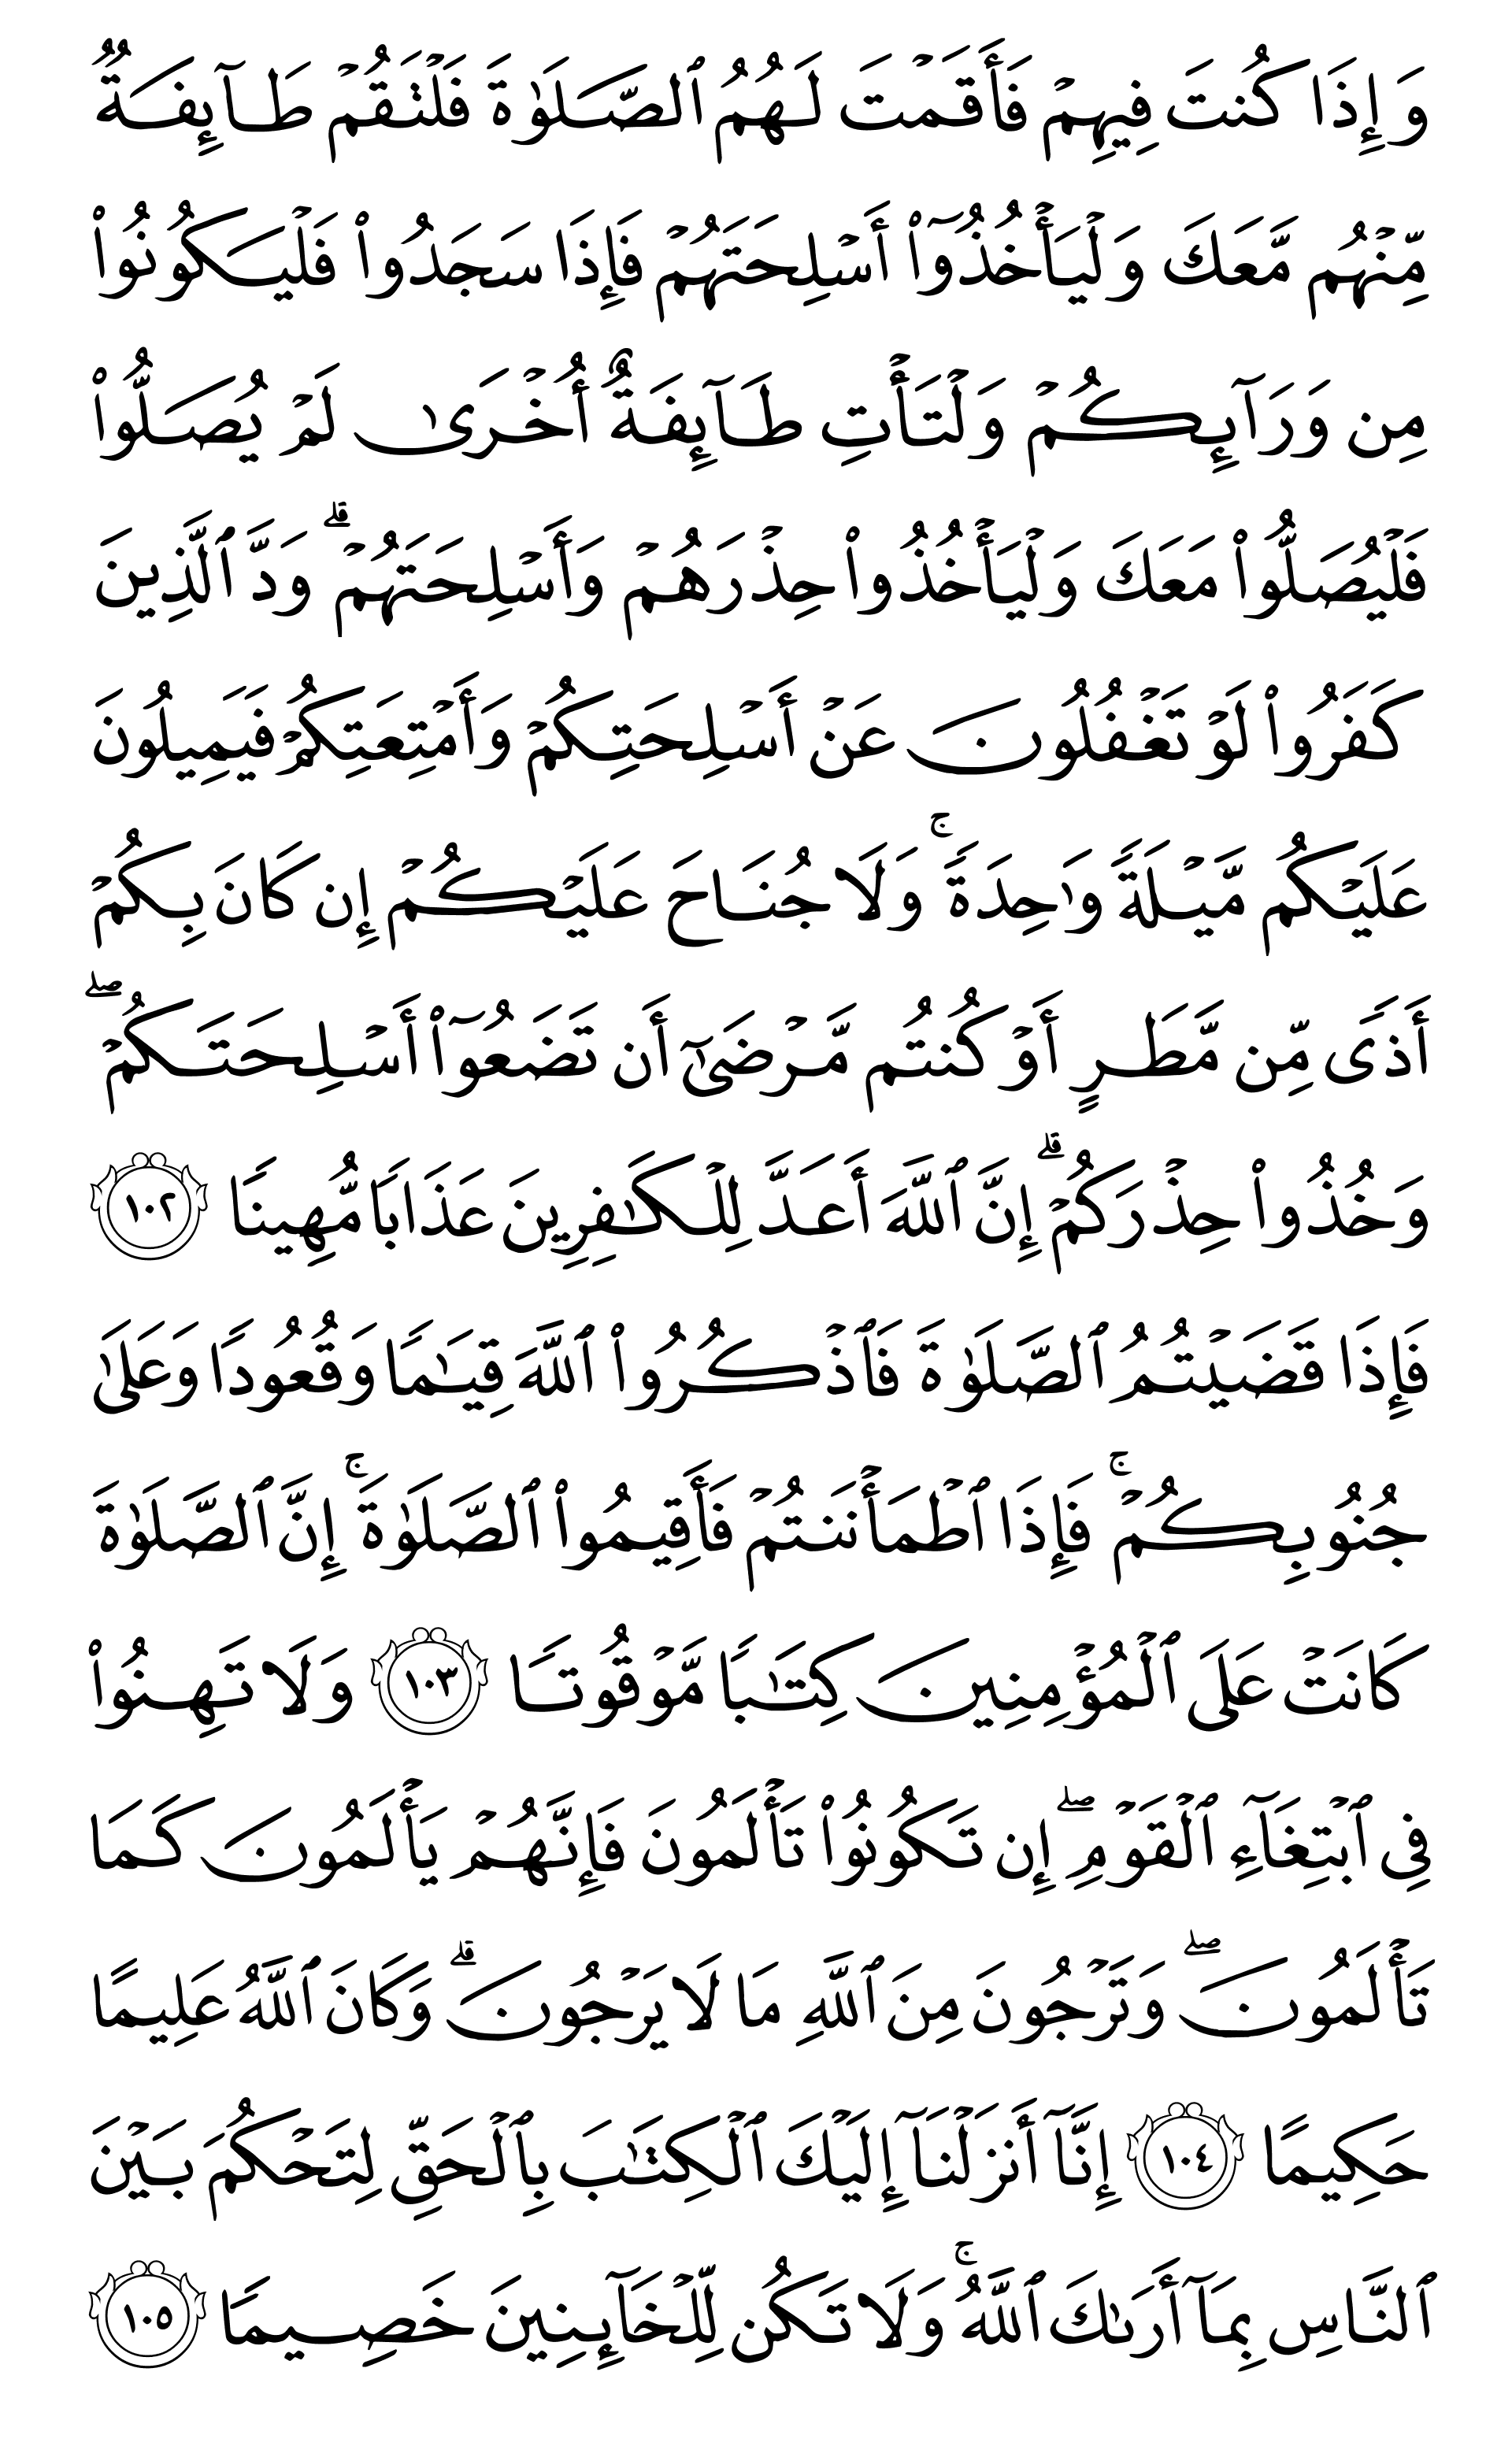 وَإِذَا كُنتَ فِيهِمۡ فَأَقَمۡتَ لَهُمُ ٱلصَّلَوٰةَ فَلۡتَقُمۡ طَآئِفَةٞ
مِّنۡهُم مَّعَكَ وَلۡيَأۡخُذُوٓاْ أَسۡلِحَتَهُمۡ فَإِذَا سَجَدُواْ فَلۡيَكُونُواْ
مِن وَرَآئِكُمۡ وَلۡتَأۡتِ طَآئِفَةٌ أُخۡرَىٰ لَمۡ يُصَلُّواْ
فَلۡيُصَلُّواْ مَعَكَ وَلۡيَأۡخُذُواْ حِذۡرَهُمۡ وَأَسۡلِحَتَهُمۡۗ وَدَّ ٱلَّذِينَ
كَفَرُواْ لَوۡ تَغۡفُلُونَ عَنۡ أَسۡلِحَتِكُمۡ وَأَمۡتِعَتِكُمۡ فَيَمِيلُونَ
عَلَيۡكُم مَّيۡلَةٗ وَٰحِدَةٗۚ وَلَا جُنَاحَ عَلَيۡكُمۡ إِن كَانَ بِكُمۡ
أَذٗى مِّن مَّطَرٍ أَوۡ كُنتُم مَّرۡضَىٰٓ أَن تَضَعُوٓاْ أَسۡلِحَتَكُمۡۖ
وَخُذُواْ حِذۡرَكُمۡۗ إِنَّ ٱللَّهَ أَعَدَّ لِلۡكَٰفِرِينَ عَذَابٗا مُّهِينٗا ١٠٢
فَإِذَا قَضَيۡتُمُ ٱلصَّلَوٰةَ فَٱذۡكُرُواْ ٱللَّهَ قِيَٰمٗا وَقُعُودٗا وَعَلَىٰ
جُنُوبِكُمۡۚ فَإِذَا ٱطۡمَأۡنَنتُمۡ فَأَقِيمُواْ ٱلصَّلَوٰةَۚ إِنَّ ٱلصَّلَوٰةَ
كَانَتۡ عَلَى ٱلۡمُؤۡمِنِينَ كِتَٰبٗا مَّوۡقُوتٗا ١٠٣ وَلَا تَهِنُواْ
فِي ٱبۡتِغَآءِ ٱلۡقَوۡمِۖ إِن تَكُونُواْ تَأۡلَمُونَ فَإِنَّهُمۡ يَأۡلَمُونَ كَمَا
تَأۡلَمُونَۖ وَتَرۡجُونَ مِنَ ٱللَّهِ مَا لَا يَرۡجُونَۗ وَكَانَ ٱللَّهُ عَلِيمًا
حَكِيمًا ١٠٤ إِنَّآ أَنزَلۡنَآ إِلَيۡكَ ٱلۡكِتَٰبَ بِٱلۡحَقِّ لِتَحۡكُمَ بَيۡنَ
ٱلنَّاسِ بِمَآ أَرَىٰكَ ٱللَّهُۚ وَلَا تَكُن لِّلۡخَآئِنِينَ خَصِيمٗا ١٠٥